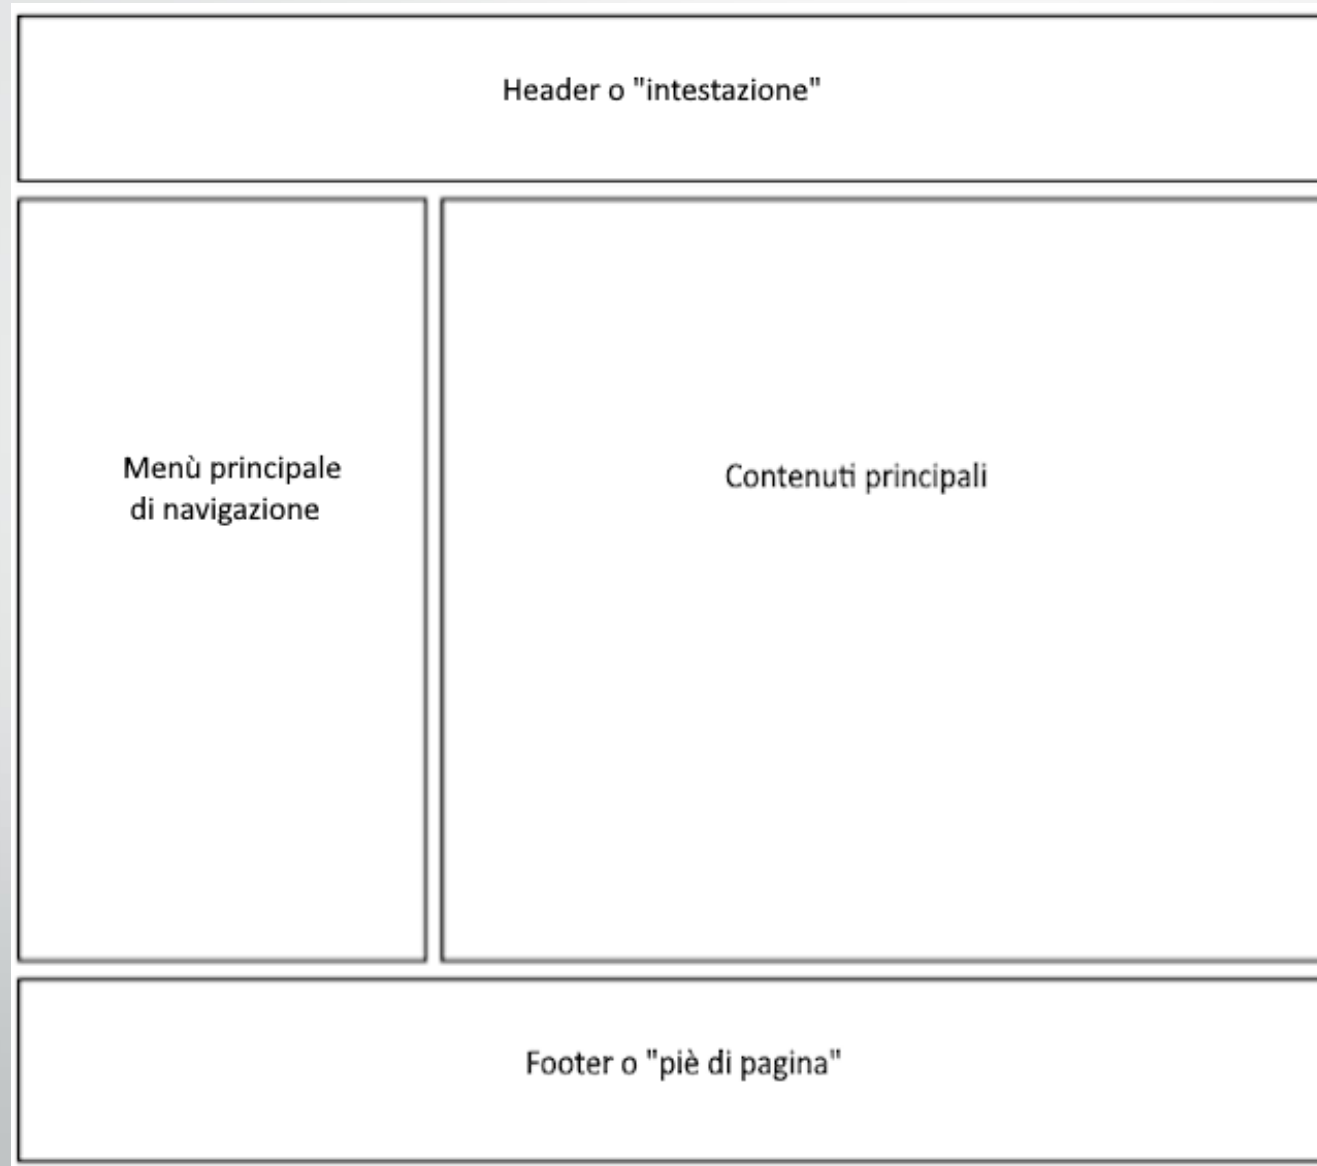 Header o "intestazione"
Menù principale
di navigazione
Contenuti principali
Footer o "piè di pagina"